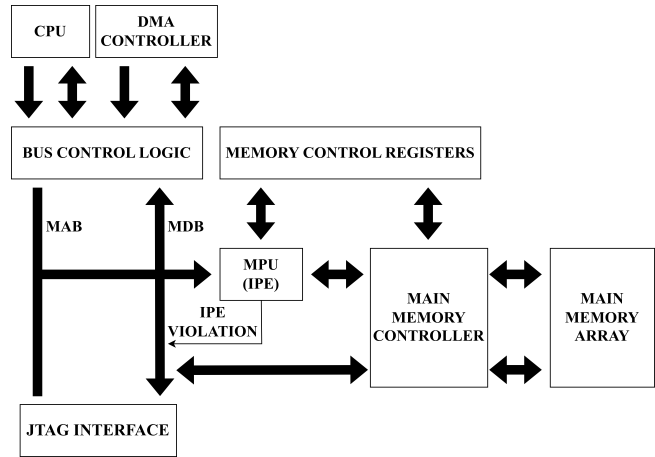 CPU
DMA
CONTROLLER
BUS CONTROL LOGIC
MEMORY CONTROL REGISTERS
MAB
MDB
MPU
(IPE)
IPE
VIOLATION
MAIN
MEMORY
CONTROLLER
MAIN
MEMORY
ARRAY
JTAG INTERFACE